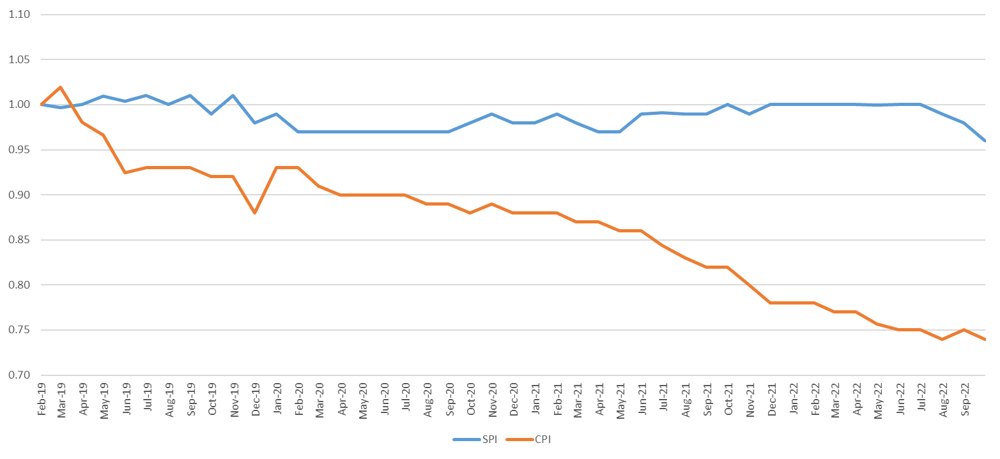 1.10
1.05
1.00
0.95
0.90
0.85
0.80
0.75
0.70
Feb-19
Mar-19
Apr-19
May-19
Jun-19
Jul-19
Aug-19
Sep-19
Oct-19
Nov-19
Dec-19
Jan-20
Feb-20
Mar-20
Apr-20
May-20
Jun-20
Jul-20
Aug-20
Sep-20
Oct-20
Nov-20
Dec-20
Jan-21
Feb-21
Mar-21
Apr-21
May-21
Jun-21
Jul-21
Aug-21
Sep-21
Oct-21
Nov-21
Dec-21
Jan-22
Feb-22
Mar-22
Apr-22
May-22
Jun-22
Jul-22
Aug-22
Sep-22
SPI CPI